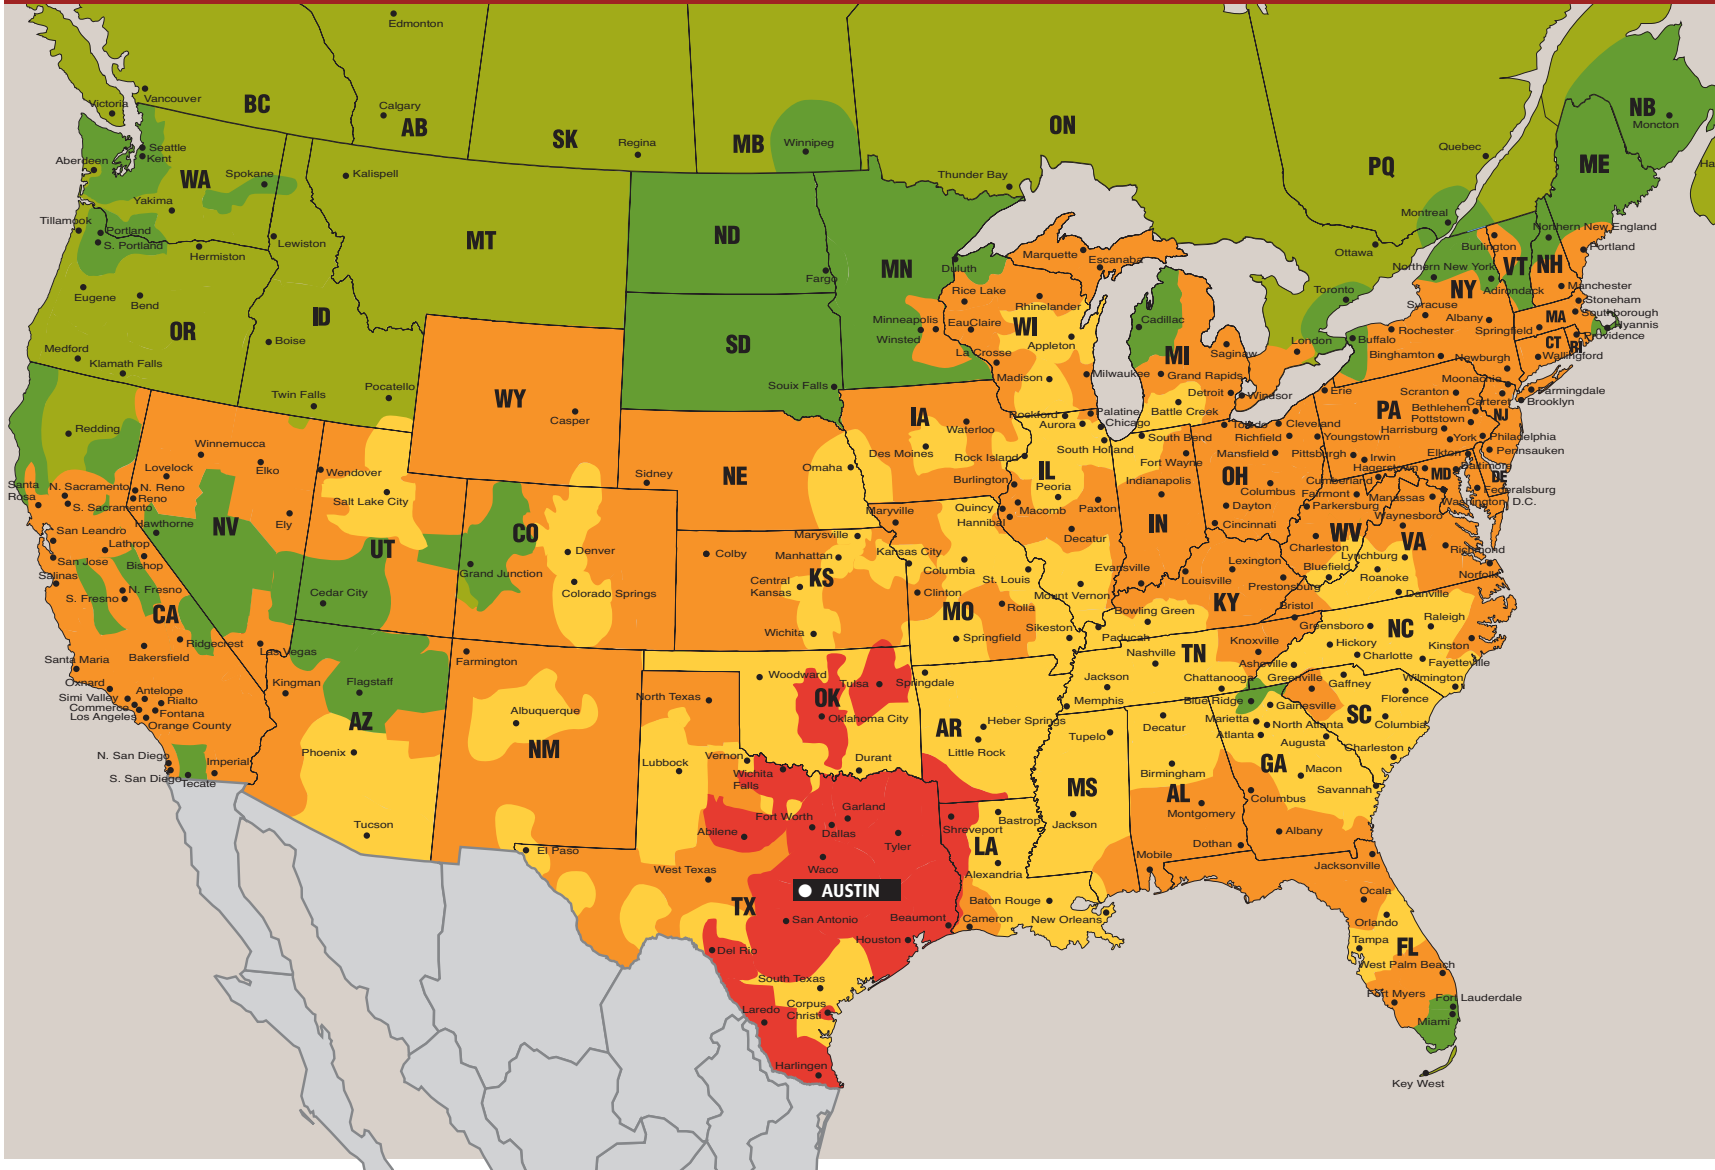 Edmonton
Vancouver
Victoria
BC
Calgary
AB
SK
Regina
MB
Winnipeg
ON
Thunder Bay
PQ
Quebec
Montreal
Ottawa
Toronto
London
NB
Moncton
Ha
ME
Seattle
Kent
Aberdeen
WA
Spokane
Yakima
Tillamook
Portland
S. Portland
Hermiston
Lewiston
Kalispell
MT
Eugene
Bend
OR
ID
Boise
Medford
Klamath Falls
Twin Falls
Pocatello
ND
Fargo
MN
Duluth
SD
Souix Falls
Minneapolis
Winsted
WY
Casper
Marquette
Escanaba
Rice Lake
Rhinelander
WI
EauClaire
Appleton
La Crosse
Madison
Milwaukee
Cadillac
MI
Saginaw
Grand Rapids
Detroit
Windsor
Battle Creek
Northern New England
Burlington
Portland
Northern New York
VT
NH
Adirondack
Manchester
NY
Syracuse
Stoneham
Albany
MA
Southborough
Hyannis
Rochester
Springfield
Providence
Buffalo
CT
RI
Wallingford
Binghamton
Newburgh
Moonachie
Erie
Scranton
Farmingdale
Carteret
Brooklyn
PA
Bethlehem
NJ
Pottstown
Harrisburg
York
Philadelphia
Pennsauken
Elkton
Baltimore
Youngstown
Pittsburgh
Irwin
Hagerstown
MD
DE
Cumberland
Federalsburg
Fairmont
Manassas
Washington
D.C.
Parkersburg
Redding
Winnemucca
Elko
Lovelock
N. Reno
Reno
Santa
Rosa
N. Sacramento
S. Sacramento
Hawthorne
NV
Ely
San Leandro
Lathrop
San Jose
Bishop
Salinas
N. Fresno
S. Fresno
CA
Ridgecrest
Bakersfield
Las Vegas
Santa Maria
Oxnard
Antelope
Simi Valley
Rialto
Commerce
Fontana
Los Angeles
Orange County
N. San Diego
Imperial
S. San Diego
Tecate
Wendover
Salt Lake City
UT
Cedar City
Kingman
Flagstaff
AZ
Phoenix
Tucson
CO
Denver
Grand Junction
Colorado Springs
Farmington
Albuquerque
NM
Sidney
NE
Omaha
IA
Waterloo
Des Moines
Rock Island
Burlington
Rockford
Aurora
Palatine
Chicago
South Holland
IL
Peoria
Quincy
Hannibal
Macomb
Paxton
Decatur
Mount Vernon
South Bend
Fort Wayne
Indianapolis
IN
Evansville
Toledo
Cleveland
Richfield
Mansfield
OH
Columbus
Dayton
Cincinnati
WV
Charleston
Bluefield
Waynesboro
VA
Lynchburg
Richmond
Roanoke
Norfolk
Danville
Lexington
Louisville
Prestonsburg
KY
Bowling Green
Paducah
Bristol
Maryville
Marysville
Manhattan
Colby
KS
Central
Kansas
Wichita
Kansas City
Columbia
St. Louis
Clinton
MO
Rolla
Springfield
Sikeston
Greensboro
Raleigh
NC
Hickory
Kinston
Charlotte
Fayetteville
Asheville
Wilmington
Nashville
TN
Knoxville
Chattanooga
Jackson
Memphis
Greenville
Gaffney
Florence
SC
Columbia
Charleston
Blue Ridge
Gainesville
Marietta
North Atlanta
Atlanta
Augusta
GA
Macon
Savannah
Columbus
Albany
Woodward
OK
Tulsa
Oklahoma City
Durant
Springdale
AR
Heber Springs
Little Rock
Tupelo
MS
Jackson
Decatur
Birmingham
AL
Montgomery
Dothan
Mobile
North Texas
Lubbock
Vernon
Wichita
Falls
Abilene
Fort Worth
Garland
Dallas
Tyler
El Paso
West Texas
Waco
AUSTIN
TX
San Antonio
Beaumont
Houston
Del Rio
South Texas
Corpus
Christi
Laredo
Harlingen
Shreveport
Bastrop
LA
Alexandria
Baton Rouge
Cameron
New Orleans
Jacksonville
Ocala
Orlando
Tampa
FL
West Palm Beach
Fort Myers
Fort Lauderdale
Miami
Key West